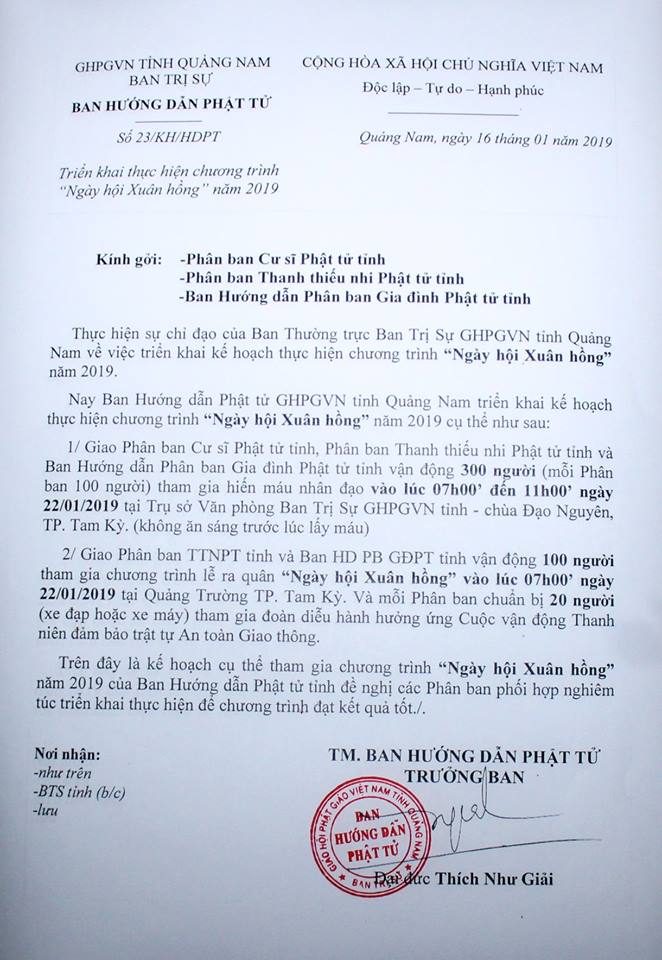 GHPGVN TỈNH QUẢNG NAM
BAN TRỊ SỰ
BAN HƯỚNG DẪN PHẬT TỬ
Số 23/KH/HDPT
Triển khai thực hiện chương trình
“Ngày hội Xuân hồng” năm 2019
CỘNG HÒA XÃ HỘI CHỦ NGHĨA VIỆT NAM
Độc lập – Tự do – Hạnh phúc
Quảng Nam, ngày 16 tháng 01 năm 2019
Kính gởi: -Phân ban Cư sĩ Phật tử tỉnh
-Phân ban Thanh thiếu nhi Phật tử tỉnh
-Ban Hướng dẫn Phân ban Gia đình Phật tử tỉnh
Thực hiện sự chỉ đạo của Ban Thường trực Ban Trị Sự GHPGVN tỉnh Quảng
Nam về việc triển khai kế hoạch thực hiện chương trình “Ngày hội Xuân hồng”
năm 2019.
Nay Ban Hướng dẫn Phật tử GHPGVN tỉnh Quảng Nam triển khai kế hoạch
thực hiện chương trình “Ngày hội Xuân hồng” năm 2019 cụ thể như sau:
1/ Giao Phân ban Cư sĩ Phật tử tỉnh, Phân ban Thanh thiếu nhi Phật tử tỉnh và
Ban Hướng dẫn Phân ban Gia đình Phật tử tỉnh vận động 300 người (mỗi Phân
ban 100 người) tham gia hiến máu nhân đạo vào lúc 07h00’ đến 11h00’ ngày
22/01/2019 tại Trụ sở Văn phòng Ban Trị Sự GHPGVN tỉnh - chùa Đạo Nguyên,
TP. Tam Kỳ. (không ăn sáng trước lúc lấy máu)
2/ Giao Phân ban TTNPT tỉnh và Ban HD PB GĐPT tỉnh vận động 100 người
tham gia chương trình lễ ra quân “Ngày hội Xuân hồng” vào lúc 07h00’ ngày
22/01/2019 tại Quảng Trường TP. Tam Kỳ. Và mỗi Phân ban chuẩn bị 20 người
(xe đạp hoặc xe máy) tham gia đoàn diễu hành hưởng ứng Cuộc vận động Thanh
niên đảm bảo trật tự An toàn Giao thông.
Trên đây là kế hoạch cụ thể tham gia chương trình “Ngày hội Xuân hồng”
năm 2019 của Ban Hướng dẫn Phật tử tỉnh đề nghị các Phân ban phối hợp nghiêm
túc triển khai thực hiện để chương trình đạt kết quả tốt./.
Nơi nhận:
-như trên
-BTS tỉnh (b/c)
-lưu
TM. BAN HƯỚNG DẪN PHẬT TỬ
TRƯỞNG BAN
GIÁO HỘI PHẬT GIÁO VIỆT NAM TỈNH QUẢNG NAM
BAN
HƯỚNG DẪN
PHẬT TỬ
BAN TRỊ SỰ
Đại đức Thích Như Giải